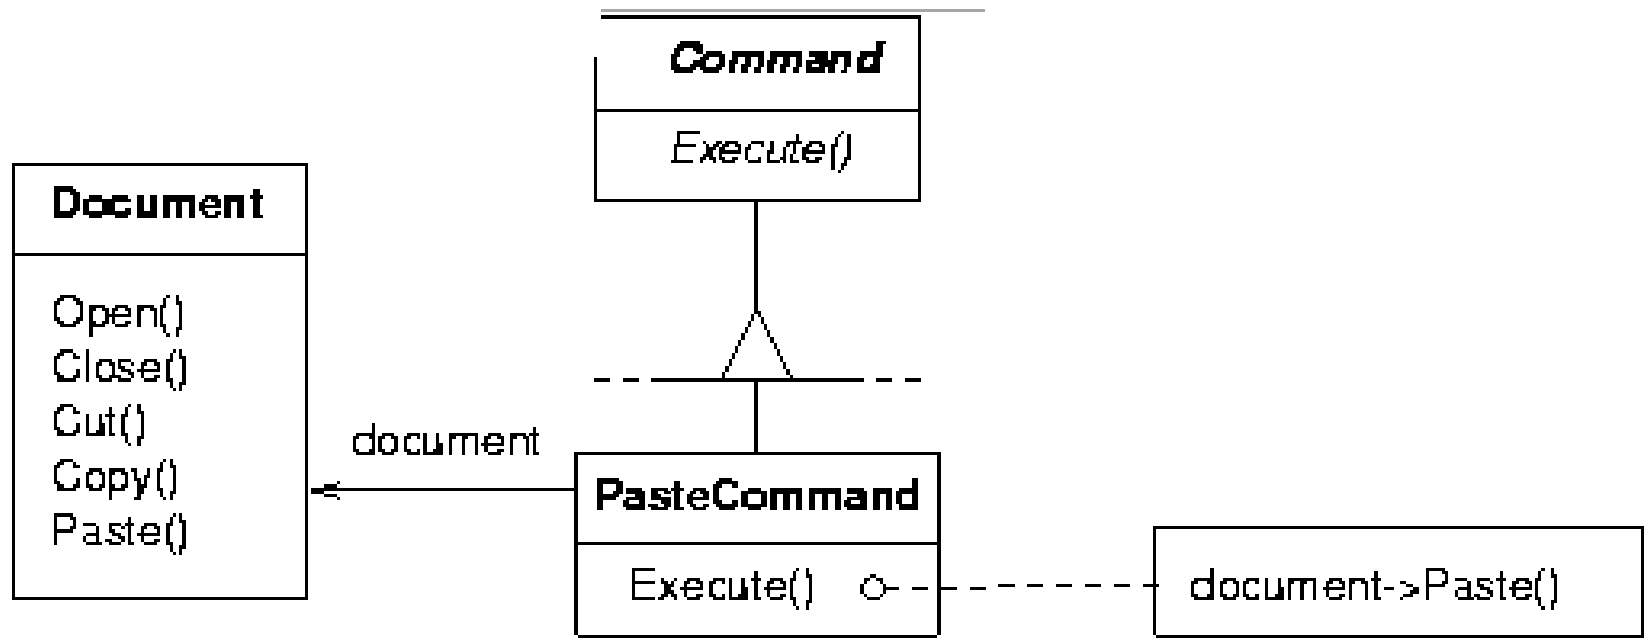 Command
Execute()
Document
Open()
Close()
Cut()
Copy()
Paste()
document
PasteCommand
Execute()
document->Paste()